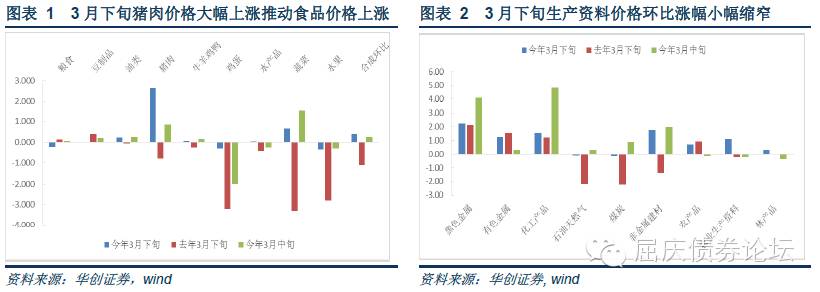 图表 1 3月下旬猪肉价格大幅上涨推动食品价格上涨
粮食 豆制品 油类 猪肉 牛羊鸡鸭 鸡蛋 水产品 蔬菜 水果 合成环比
3.000
2.000
1.000
0.000
-1.000
-2.000
-3.000
-4.000
今年3月下旬 去年3月下旬 今年3月中旬
资料来源：华创证券，wind
图表 2 3月下旬生产资料价格环比涨幅小幅缩窄
今年3月下旬 去年3月下旬 今年3月中旬
6.00
5.00
4.00
3.00
2.00
1.00
0.00
-1.00
-2.00
-3.00
黑色金属 有色金属 化工产品 石油天然气 煤炭 非金属建材 农产品 农业生产资料 林产品
屈庆债券论坛
资料来源：华创证券, wind